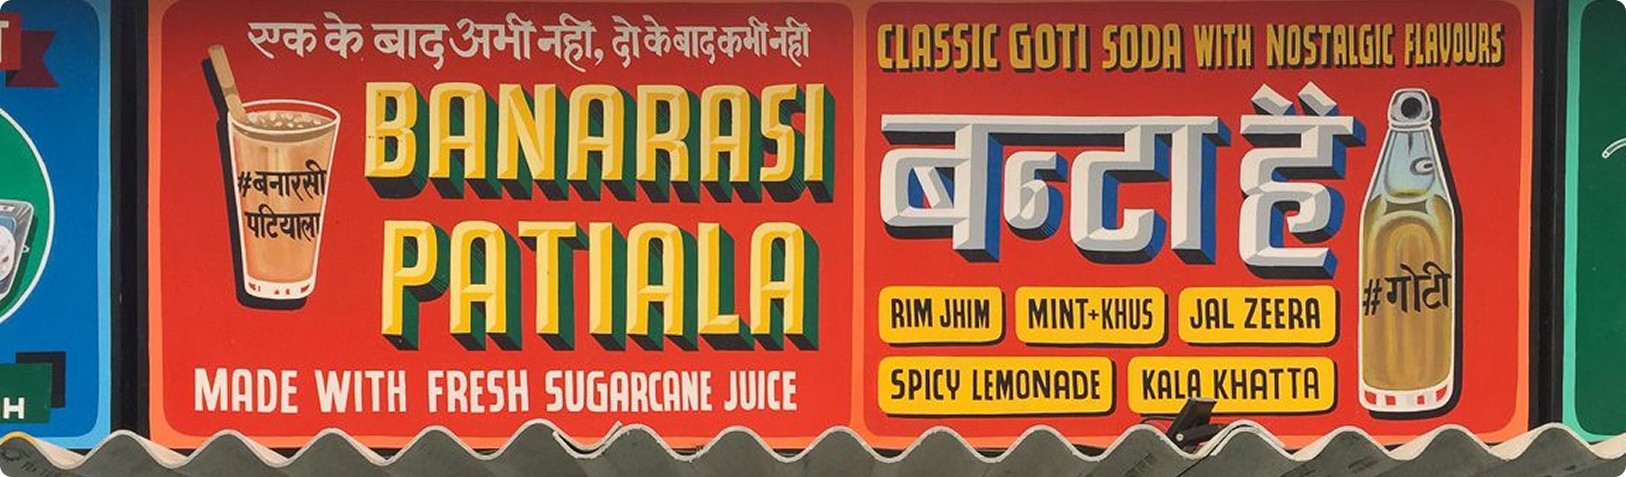 एक के बाद अभी नहीं, दो के बाद कभी नहीं
#बनारसी
पटियाला
BANARASI
PATIALA
MADE WITH FRESH SUGARCANE JUICE
CLASSIC GOTI SODA WITH NOSTALGIC FLAVOURS
बन्टा हैं
#गोटी
RIM JHIM
MINT+KHUS
JAL ZEERA
SPICY LEMONADE
KALA KHATTA
H